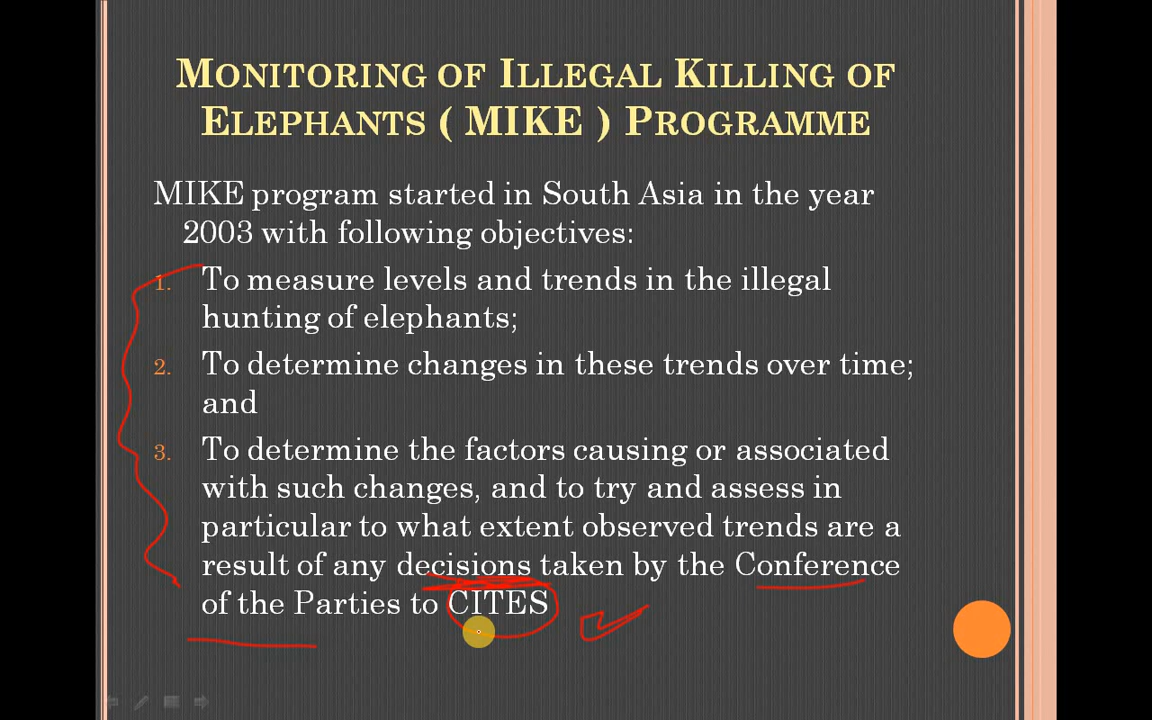 MONITORING OF ILLEGAL KILLING OF
ELEPHANTS ( MIKE ) PROGRAMME
MIKE program started in South Asia in the year
2003 with following objectives:
1. To measure levels and trends in the illegal
hunting of elephants;
2. To determine changes in these trends over time;
and
3. To determine the factors causing or associated
with such changes, and to try and assess in
particular to what extent observed trends are a
result of any decisions taken by the Conference
of the Parties to CITES